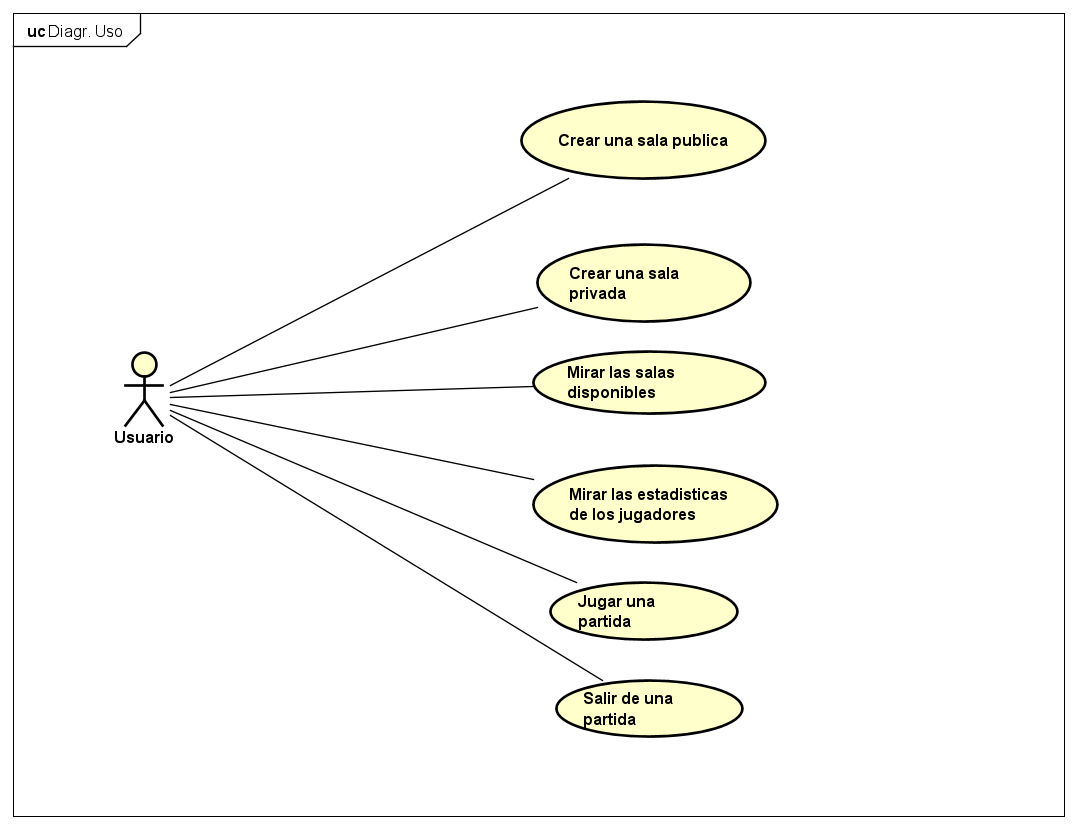 uc Diagr. Uso
Crear una sala publica
Crear una sala
privada
Mirar las salas
disponibles
Usuario
Mirar las estadisticas
de los jugadores
Jugar una
partida
Salir de una
partida